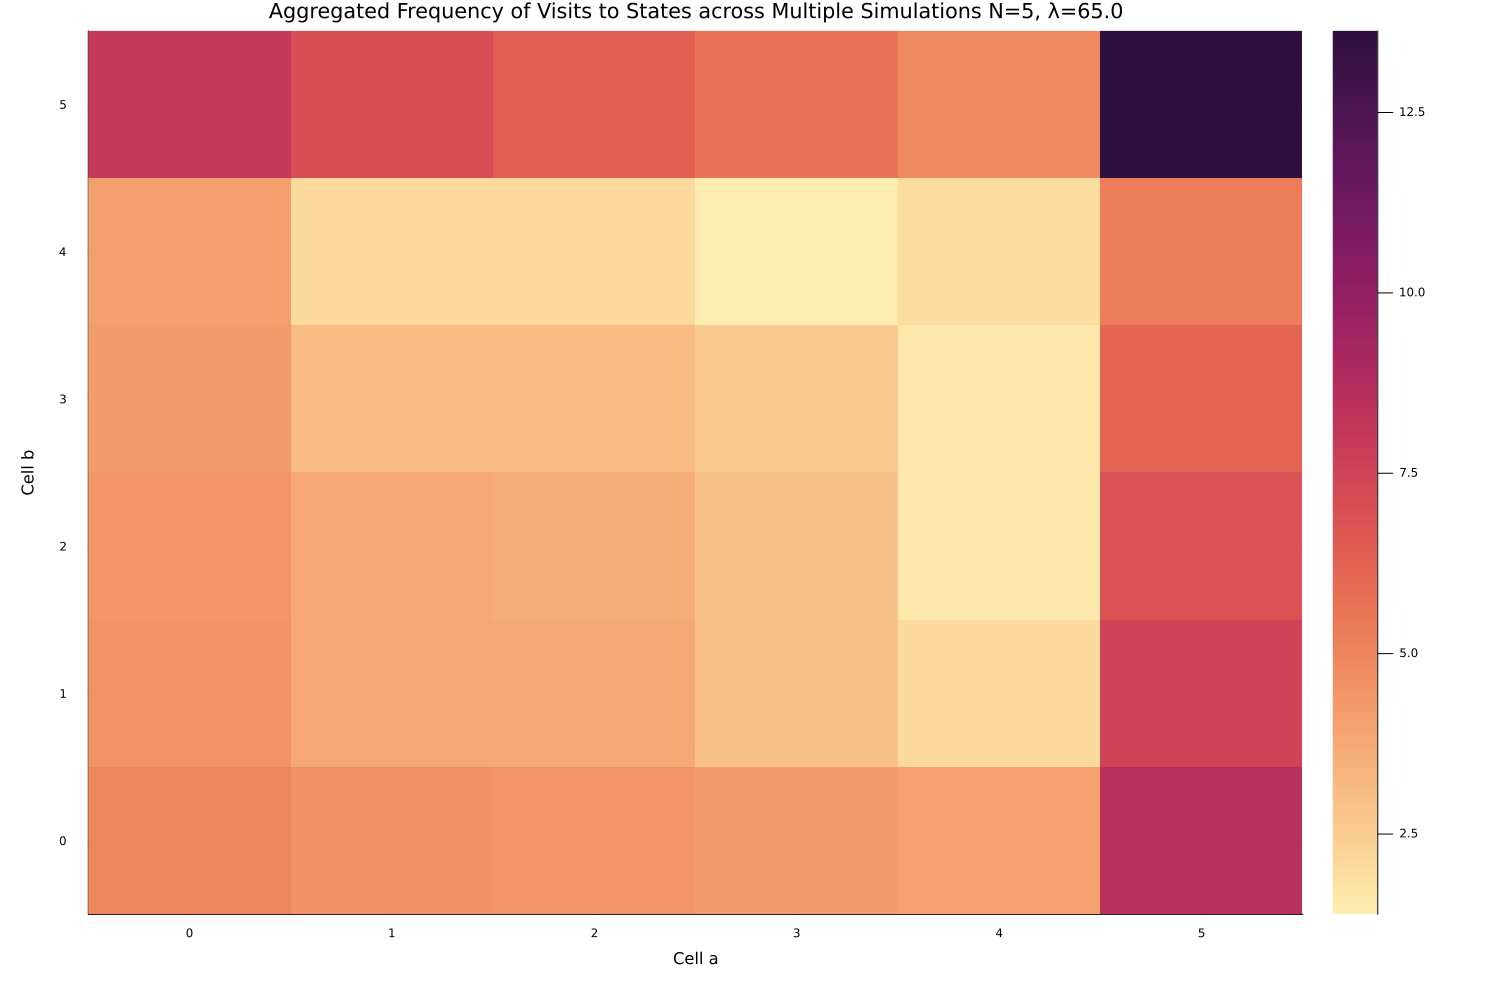 Aggregated Frequency of Visits to States across Multiple Simulations N=5, λ=65.0
5
4
3
2
1
0
Cell b
0 1 2 3 4 5
Cell a
12.5
10.0
7.5
5.0
2.5